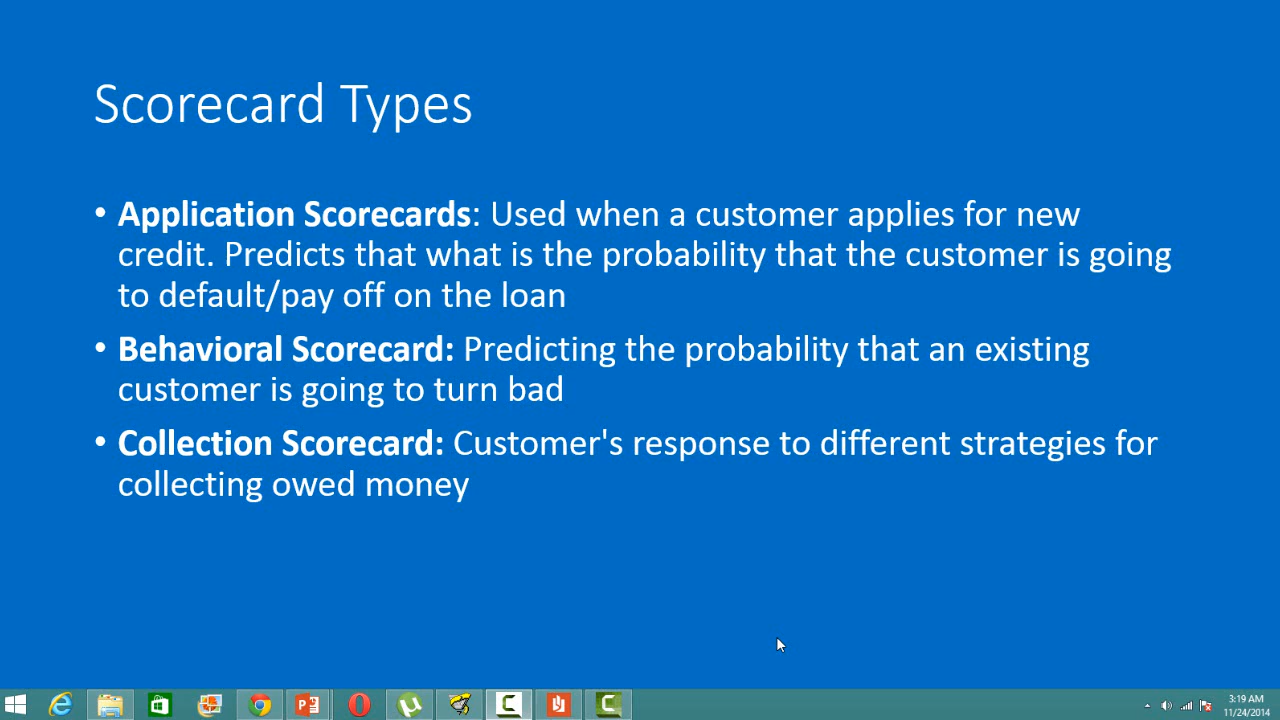 Scorecard Types
• Application Scorecards: Used when a customer applies for new
credit. Predicts that what is the probability that the customer is going
to default/pay off on the loan
• Behavioral Scorecard: Predicting the probability that an existing
customer is going to turn bad
• Collection Scorecard: Customer's response to different strategies for
collecting owed money
3:19 AM
11/24/2014